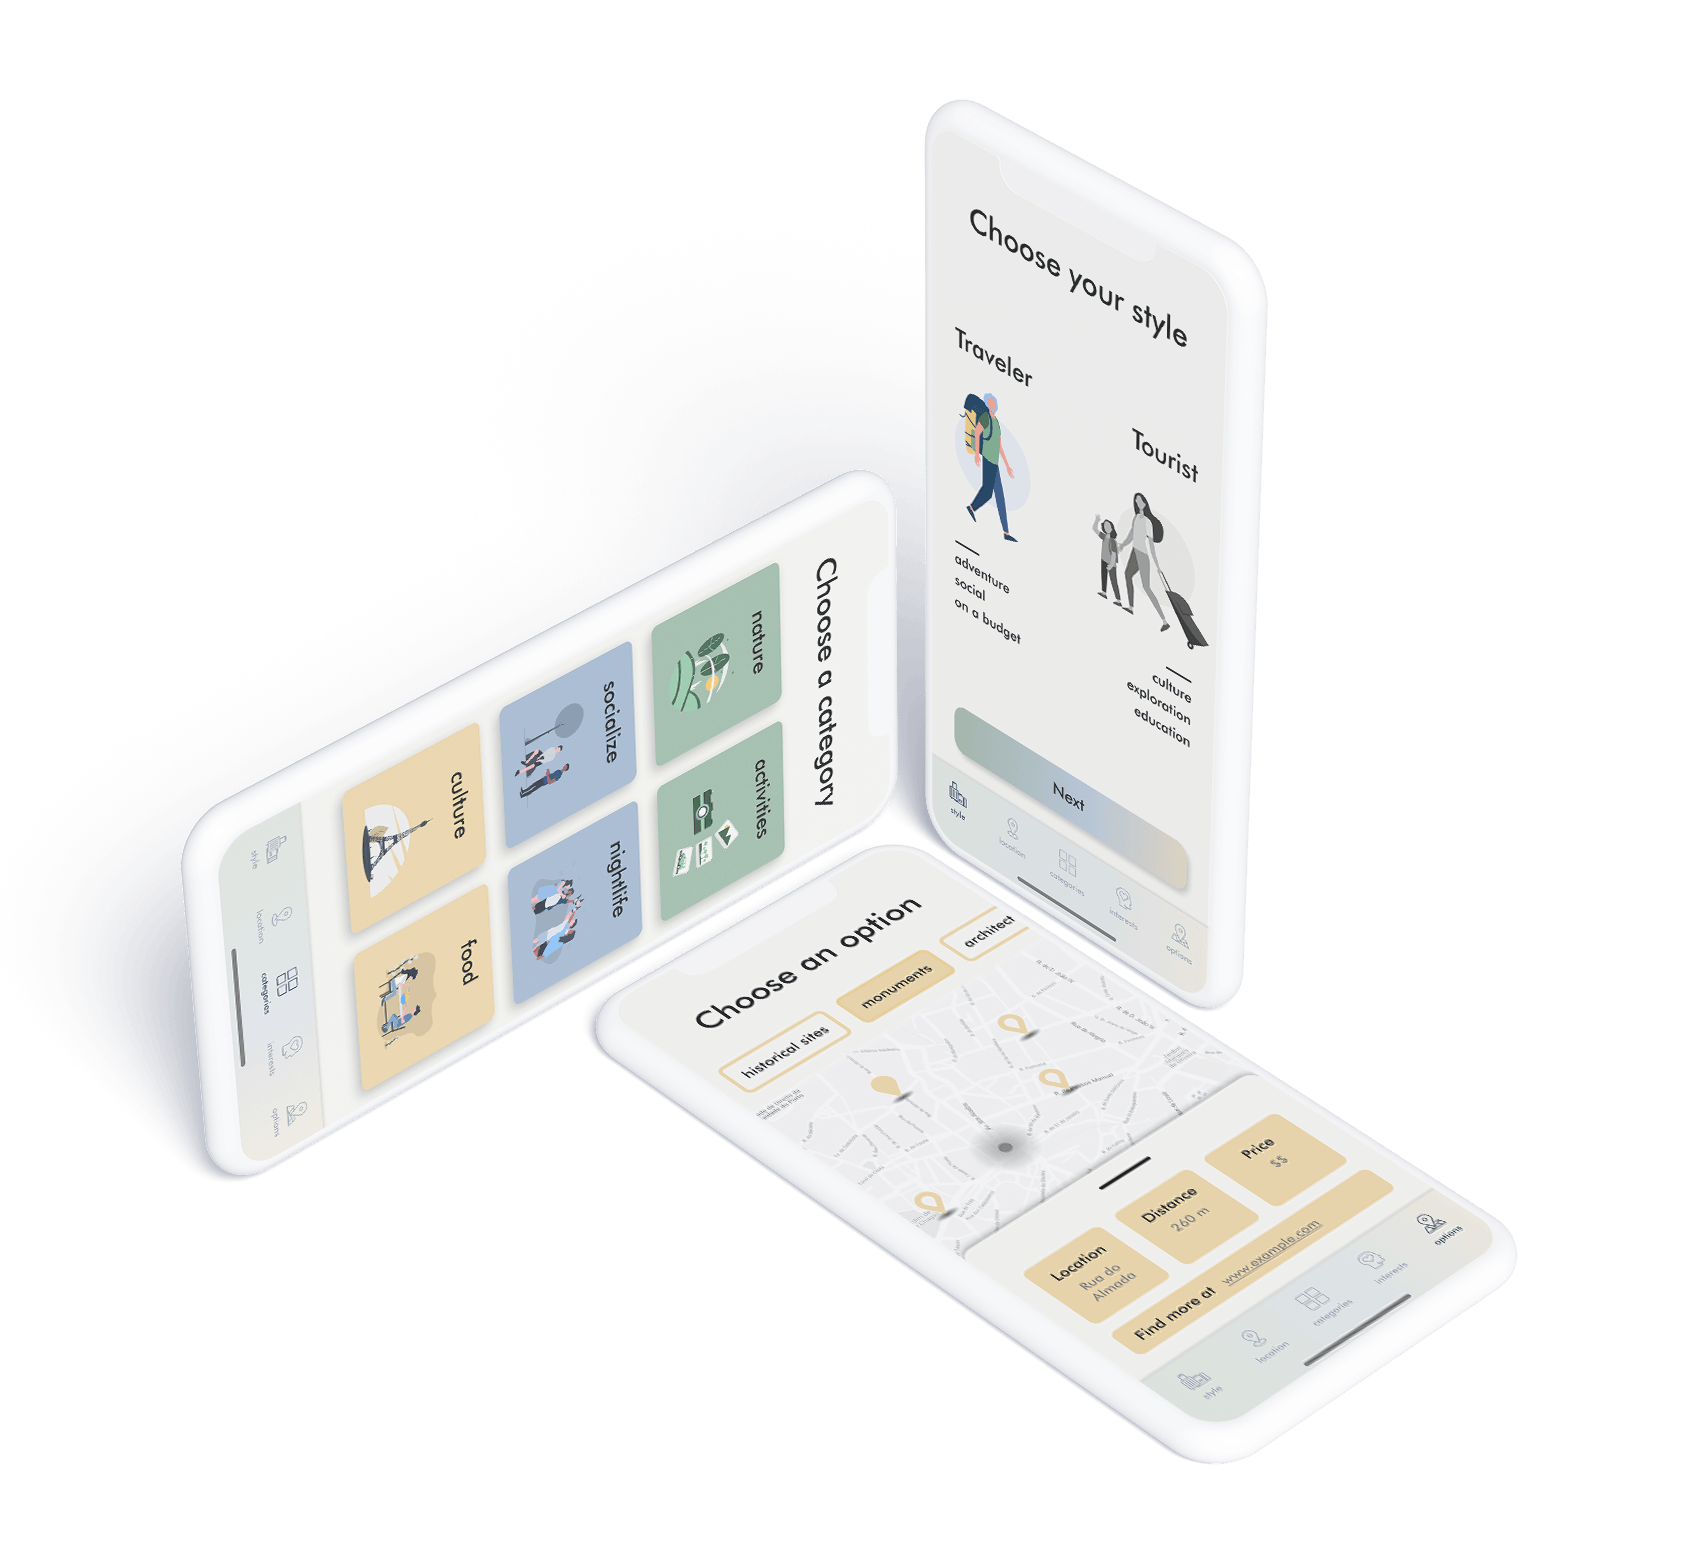 Choose your style
Traveler
Tourist
adventure
social
on a budget
culture
exploration
education
Next
style
location
categories
interests
options
Choose a category
nature
activities
socialize
nightlife
culture
food
style
location
categories
interests
options
Choose an option
historical sites
monuments
architect
Location
Rua do
Almada
Distance
260 m
Price
$$
Find more at www.example.com
style
location
categories
interests
options